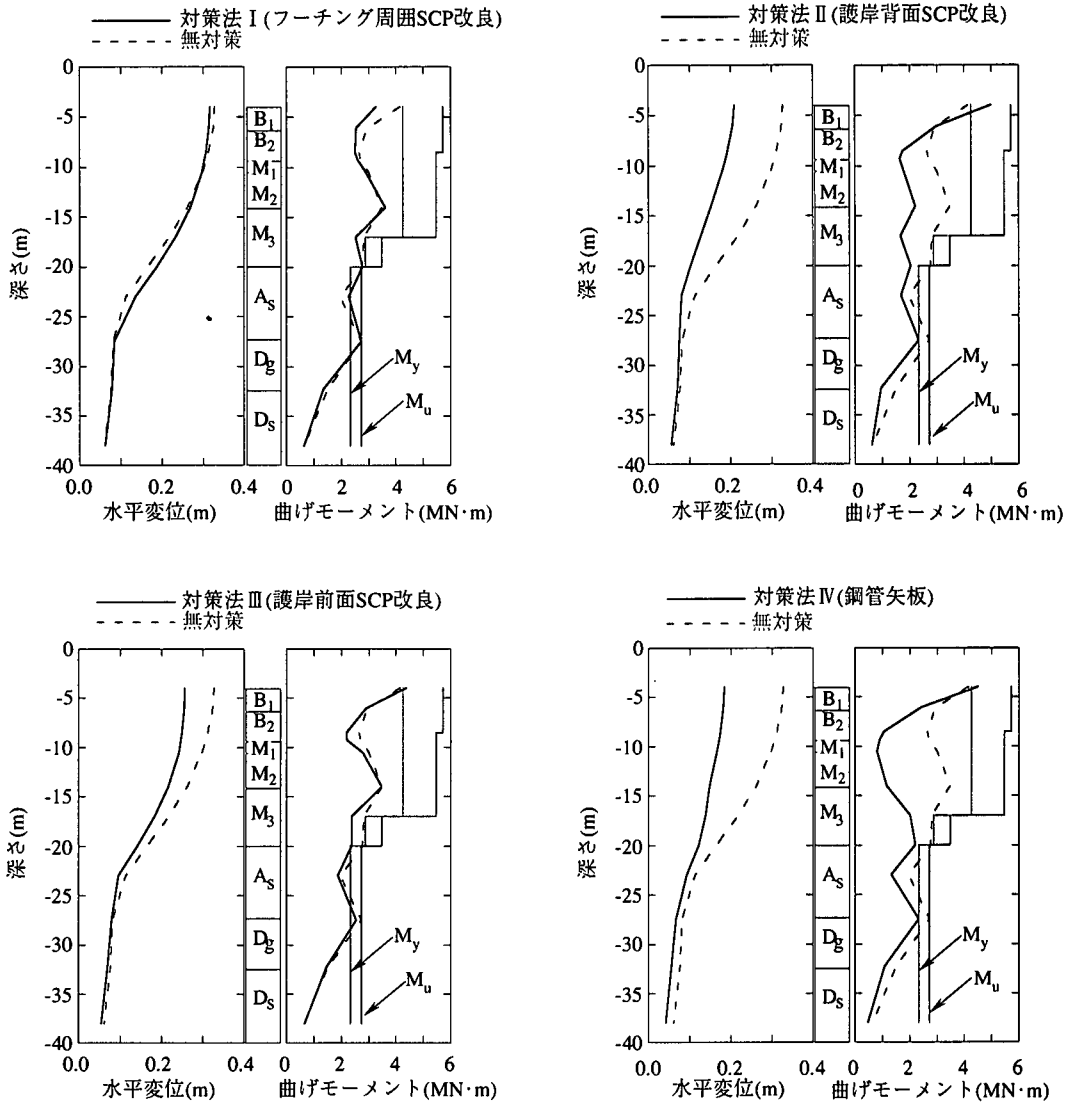 対策法Ⅰ(フーチング周囲SCP改良)
無対策
0
-5
-10
-15
-20
-25
-30
-35
-40
深さ(m)
0.0
0.2
0.4
水平変位(m)
B1
B2
M1
M2
M3
As
Dg
Ds
My
Mu
0
2
4
6
曲げモーメント(MN·m)
対策法Ⅱ(護岸背面SCP改良)
無対策
0
-5
-10
-15
-20
-25
-30
-35
-40
深さ(m)
0.0
0.2
0.4
水平変位(m)
B1
B2
M1
M2
M3
As
Dg
Ds
My
Mu
0
2
4
6
曲げモーメント(MN·m)
対策法Ⅲ(護岸前面SCP改良)
無対策
0
-5
-10
-15
-20
-25
-30
-35
-40
深さ(m)
0.0
0.2
0.4
水平変位(m)
B1
B2
M1
M2
M3
As
Dg
Ds
My
Mu
0
2
4
6
曲げモーメント(MN·m)
対策法Ⅳ(鋼管矢板)
無対策
0
-5
-10
-15
-20
-25
-30
-35
-40
深さ(m)
0.0
0.2
0.4
水平変位(m)
B1
B2
M1
M2
M3
As
Dg
Ds
My
Mu
0
2
4
6
曲げモーメント(MN·m)